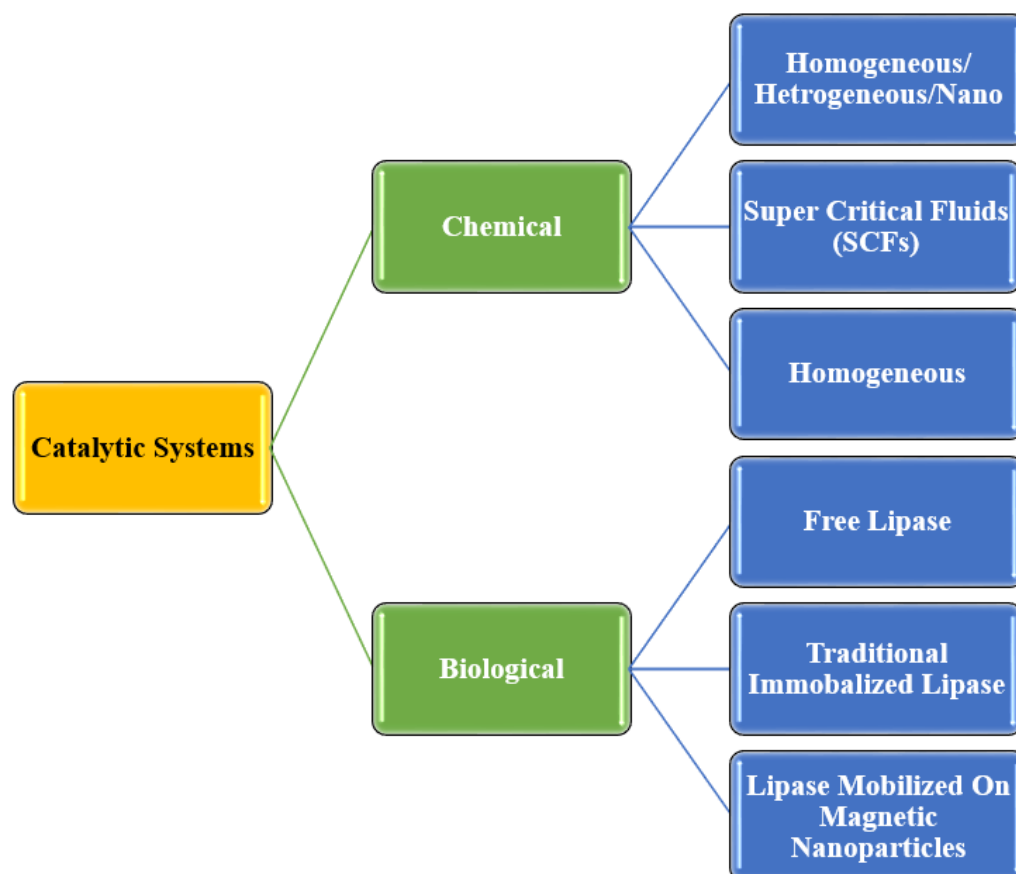 Homogeneous/
Hetrogeneous/Nano
Chemical
Super Critical Fluids
(SCFs)
Homogeneous
Catalytic Systems
Free Lipase
Biological
Traditional
Immobalized Lipase
Lipase Mobilized On
Magnetic
Nanoparticles